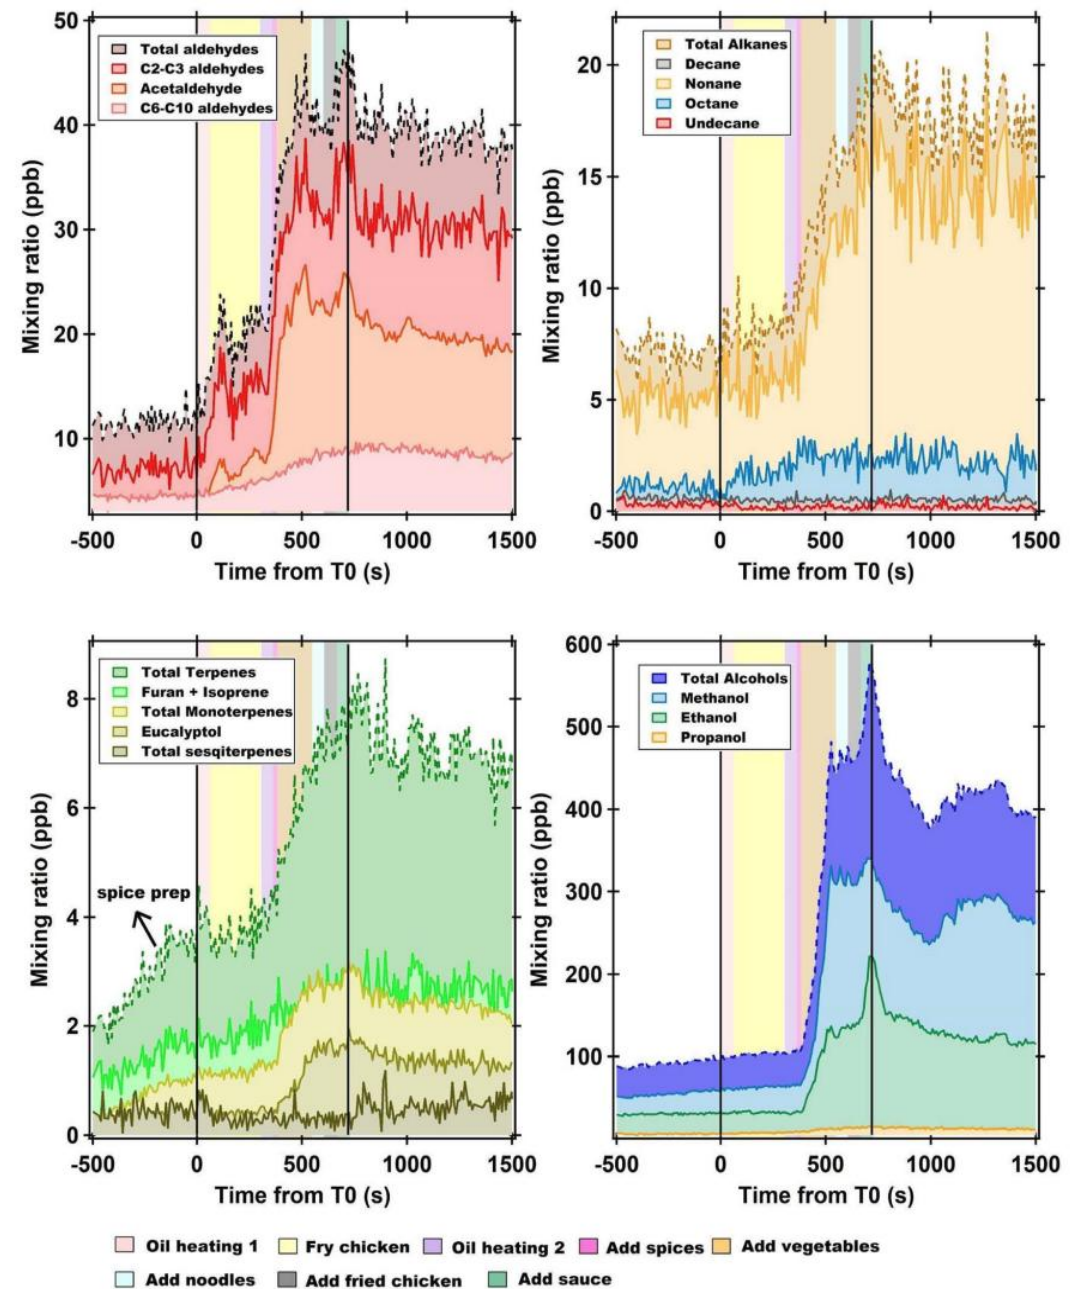 50
40
30
20
10
Mixing ratio (ppb)
Total aldehydes
C2-C3 aldehydes
Acetaldehyde
C6-C10 aldehydes
-500 0 500 1000 1500
Time from T0 (s)
20
15
10
5
0
Mixing ratio (ppb)
Total Alkanes
Decane
Nonane
Octane
Undecane
-500 0 500 1000 1500
Time from T0 (s)
8
6
4
2
0
Mixing ratio (ppb)
Total Terpenes
Furan + Isoprene
Total Monoterpenes
Eucalyptol
Total sesqiterpenes
spice prep
-500 0 500 1000 1500
Time from T0 (s)
600
500
400
300
200
100
Mixing ratio (ppb)
Total Alcohols
Methanol
Ethanol
Propanol
-500 0 500 1000 1500
Time from T0 (s)
Oil heating 1 Fry chicken Oil heating 2 Add spices Add vegetables
Add noodles Add fried chicken Add sauce